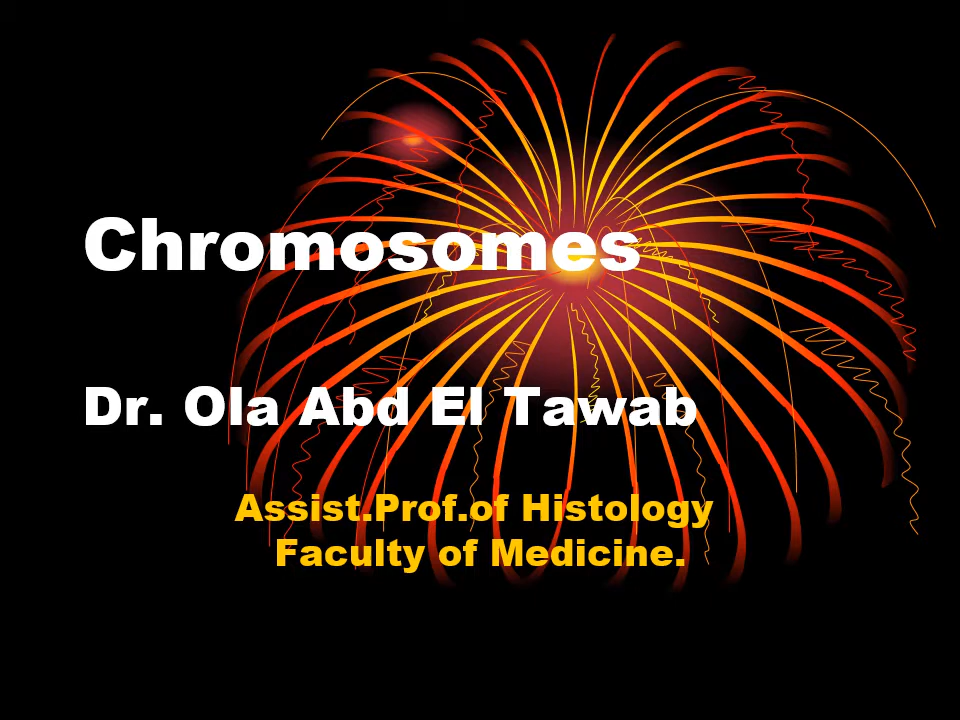 Chromosomes
Dr. Ola Abd El Tawab
Assist.Prof.of Histology
Faculty of Medicine.